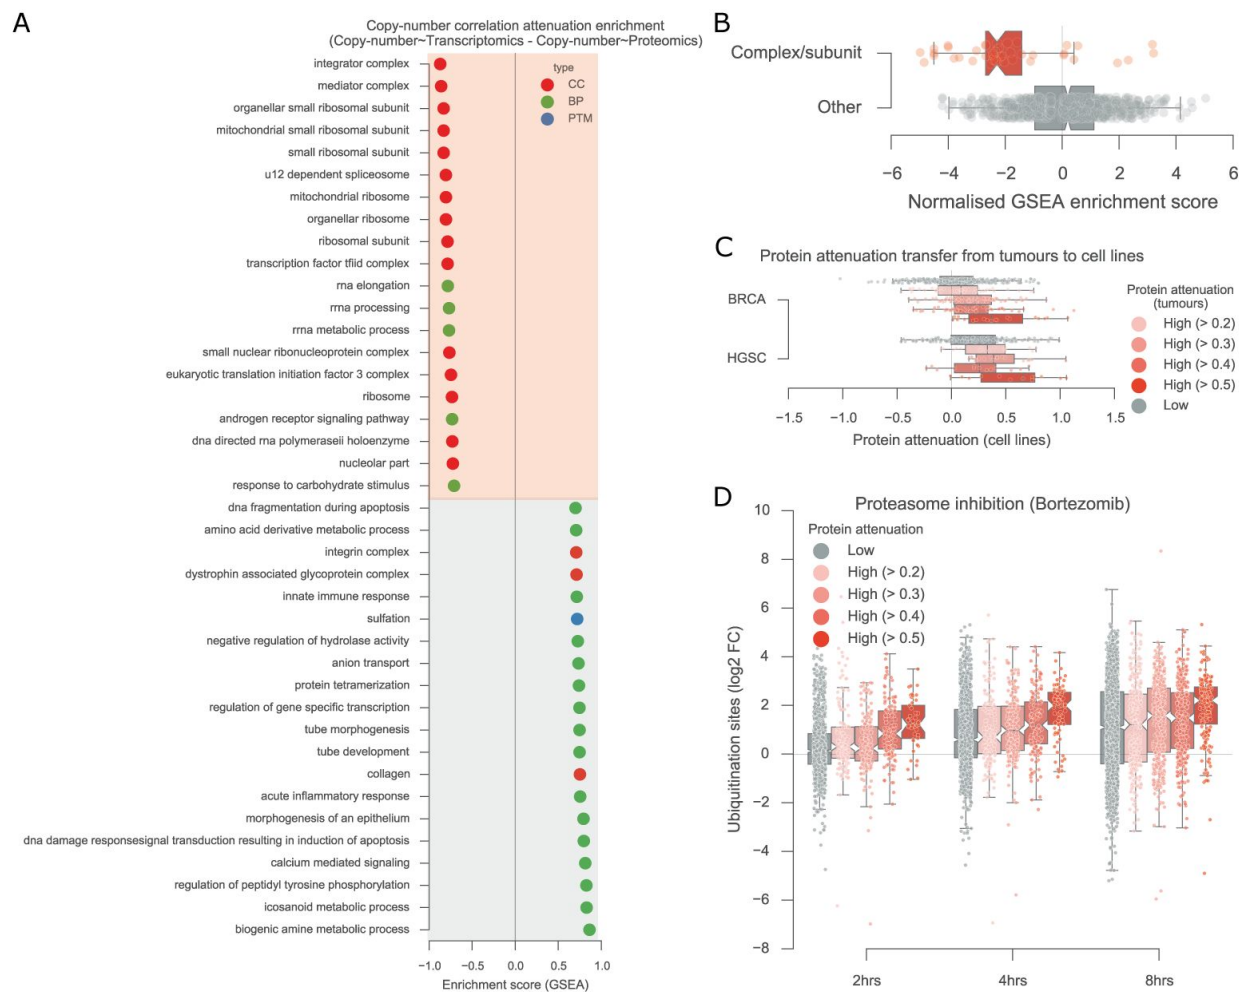 A
Copy-number correlation attenuation enrichment
(Copy-number~Transcriptomics - Copy-number~Proteomics)
type
CC
BP
PTM
integrator complex
mediator complex
organellar small ribosomal subunit
mitochondrial small ribosomal subunit
small ribosomal subunit
u12 dependent spliceosome
mitochondrial ribosome
organellar ribosome
ribosomal subunit
transcription factor tfiid complex
rna elongation
rrna processing
rrna metabolic process
small nuclear ribonucleoprotein complex
eukaryotic translation initiation factor 3 complex
ribosome
androgen receptor signaling pathway
dna directed rna polymeraseii holoenzyme
nucleolar part
response to carbohydrate stimulus
dna fragmentation during apoptosis
amino acid derivative metabolic process
integrin complex
dystrophin associated glycoprotein complex
innate immune response
sulfation
negative regulation of hydrolase activity
anion transport
protein tetramerization
regulation of gene specific transcription
tube morphogenesis
tube development
collagen
acute inflammatory response
morphogenesis of an epithelium
dna damage responsesignal transduction resulting in induction of apoptosis
calcium mediated signaling
regulation of peptidyl tyrosine phosphorylation
icosanoid metabolic process
biogenic amine metabolic process
−1.0 −0.5 0.0 0.5 1.0
Enrichment score (GSEA)
B
Complex/subunit
Other
−6 −4 −2 0 2 4 6
Normalised GSEA enrichment score
C
Protein attenuation transfer from tumours to cell lines
BRCA
HGSC
Protein attenuation
(tumours)
High (> 0.2)
High (> 0.3)
High (> 0.4)
High (> 0.5)
Low
−1.5 −1.0 −0.5 0.0 0.5 1.0 1.5
Protein attenuation (cell lines)
D
Proteasome inhibition (Bortezomib)
Protein attenuation
Low
High (> 0.2)
High (> 0.3)
High (> 0.4)
High (> 0.5)
Ubiquitination sites (log2 FC)
10
8
6
4
2
0
−2
−4
−6
−8
2hrs 4hrs 8hrs